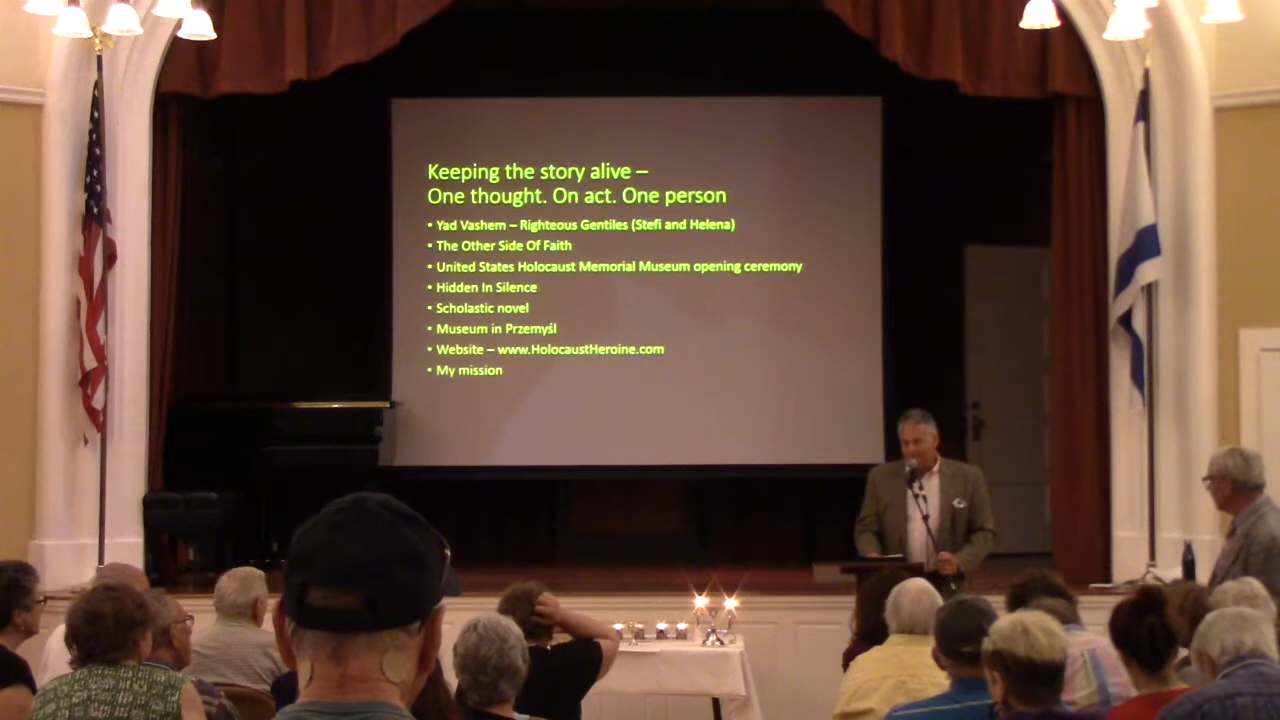 Keeping the story alive –
One thought. On act. One person
• Yad Vashem – Righteous Gentiles (Stefi and Helena)
• The Other Side Of Faith
• United States Holocaust Memorial Museum opening ceremony
• Hidden In Silence
• Scholastic novel
• Museum in Przemyśl
• Website – www.HolocaustHeroine.com
• My mission